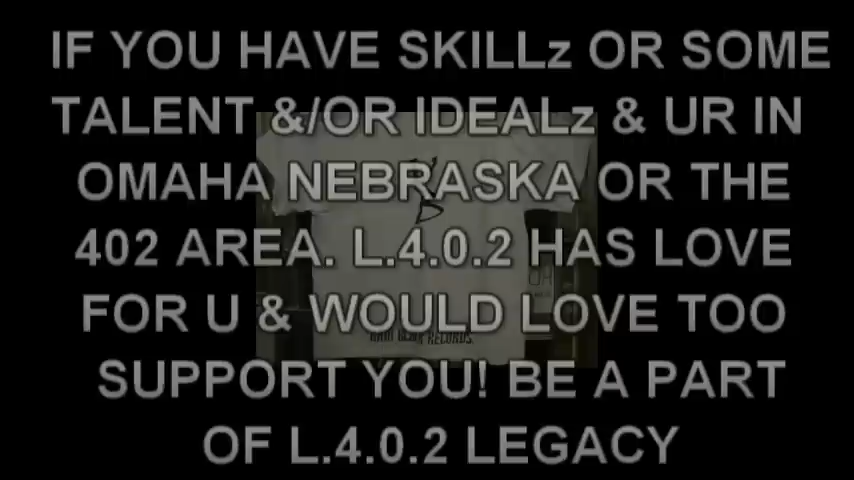 IF YOU HAVE SKILLz OR SOME
TALENT &/OR IDEALz & UR IN
OMAHA NEBRASKA OR THE
402 AREA. L.4.0.2 HAS LOVE
FOR U & WOULD LOVE TOO
SUPPORT YOU! BE A PART
OF L.4.0.2 LEGACY
RECORDS.